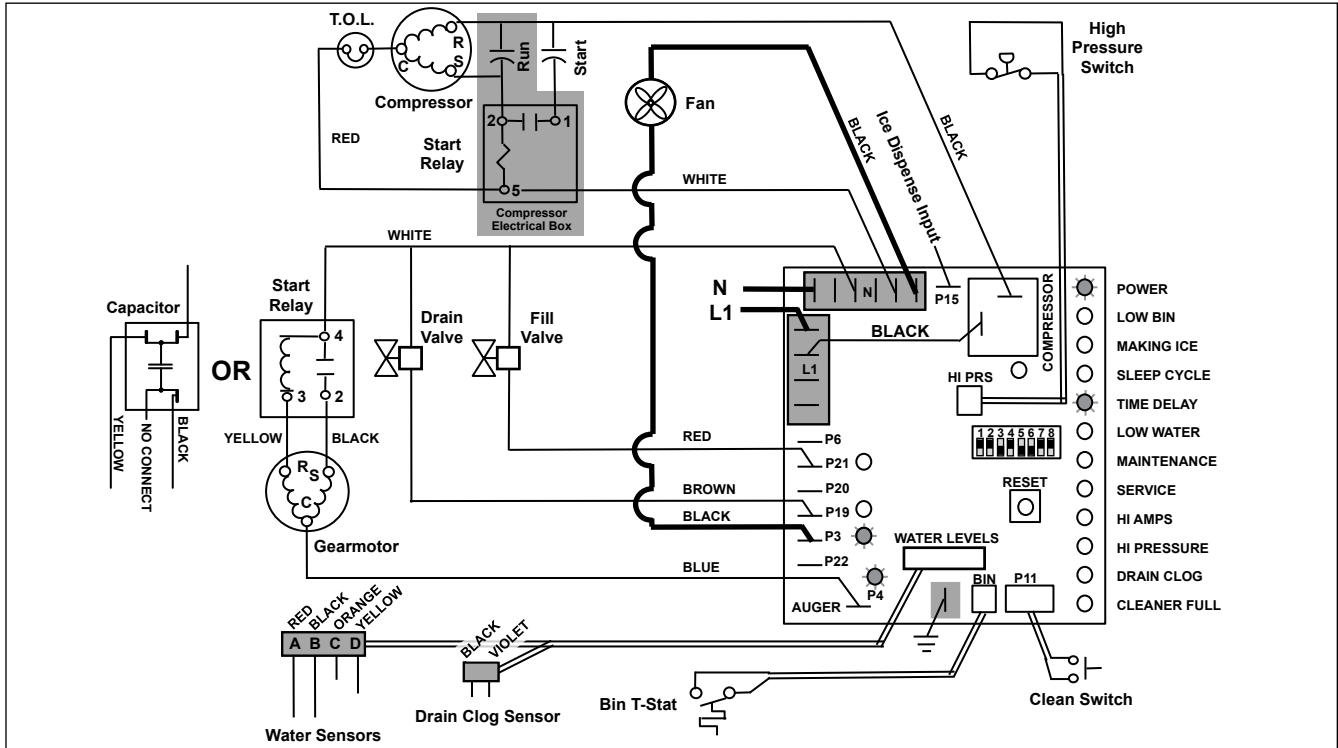 T.O.L.
R
S
C
Compressor
Run
Start
2
1
5
Start
Relay
Compressor
Electrical Box
RED
WHITE
Fan
BLACK
Ice Dispense Input
BLACK
High
Pressure
Switch
WHITE
Capacitor
YELLOW
NO CONNECT
BLACK
OR
Start
Relay
4
3
2
YELLOW
BLACK
R
S
C
Gearmotor
Drain
Valve
Fill
Valve
N
L1
N
P15
L1
BLACK
COMPRESSOR
HI PRS
1 2 3 4 5 6 7 8
RESET
RED
P6
P21
P20
BROWN
P19
BLACK
P3
P22
BLUE
P4
AUGER
WATER LEVELS
BIN
P11
POWER
LOW BIN
MAKING ICE
SLEEP CYCLE
TIME DELAY
LOW WATER
MAINTENANCE
SERVICE
HI AMPS
HI PRESSURE
DRAIN CLOG
CLEANER FULL
RED
BLACK
ORANGE
YELLOW
A B C D
Water Sensors
BLACK
VIOLET
Drain Clog Sensor
Bin T-Stat
Clean Switch